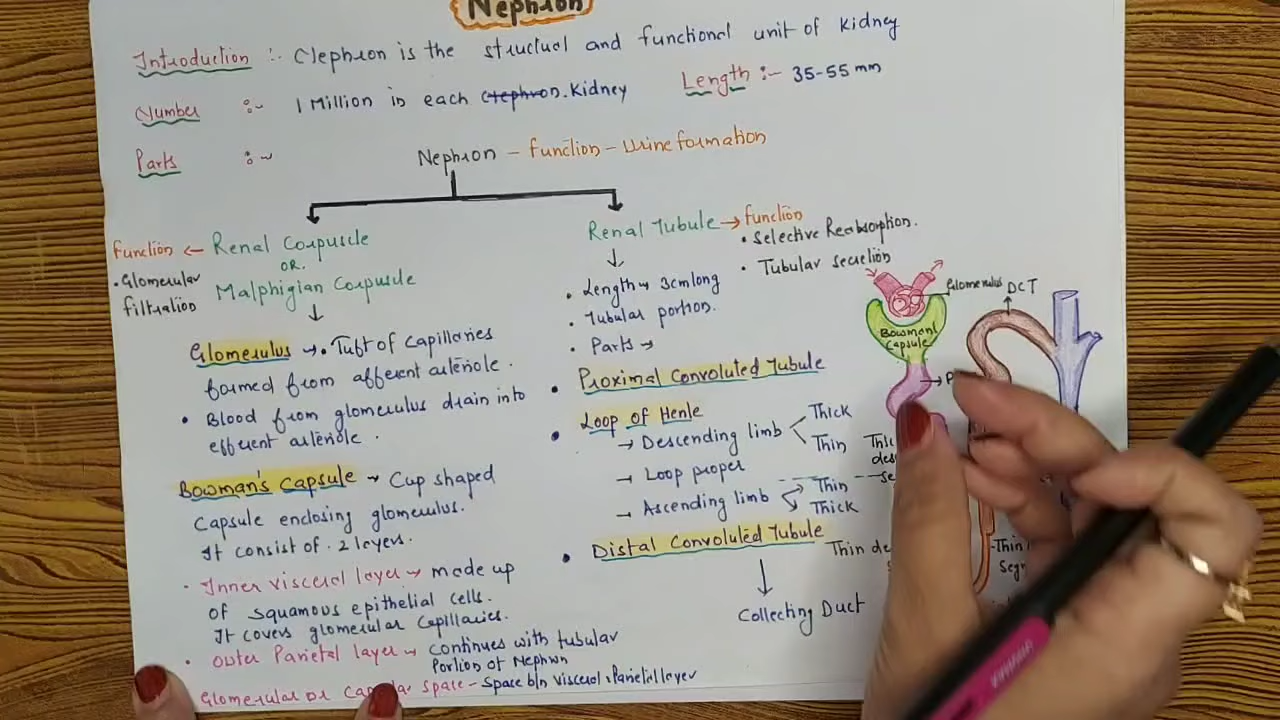 Nephron
Introduction :- Nephron is the structual and functional unit of kidney
Number :- 1 Million in each Nephron. Kidney
Length :- 35-55 mm
Parts :-
Nephron - function - Urine formation
Function ← Renal Corpuscle
OR.
Malphigian Corpuscle
• Glomerular
filtration
Glomerulus → • Tuft of Capillaries
formed from afferent arteriole.
• Blood from glomerulus drain into
efferent arteriole.
Bowman's Capsule → Cup shaped
Capsule enclosing glomerulus.
It consist of 2 layers.
• Inner visceral layer → made up
of squamous epithelial cells.
It covers glomerular Capillaries.
• Outer Parietal layer → continues with tubular
Portion of Nephron
Glomerular or Capsular Space - Space b/n visceral & Parietal layer
Renal Tubule → function
• Selective Reabsorption.
• Tubular secretion
• Length → 3cm long
• Tubular portion.
• Parts →
• Proximal Convoluted Tubule
• Loop of Henle
→ Descending limb
Thick
Thin
→ Loop proper
→ Ascending limb
Thin
Thick
• Distal Convoluted Tubule
Collecting Duct
Glomerulus
DCT
Bowmans
Capsule
Thin